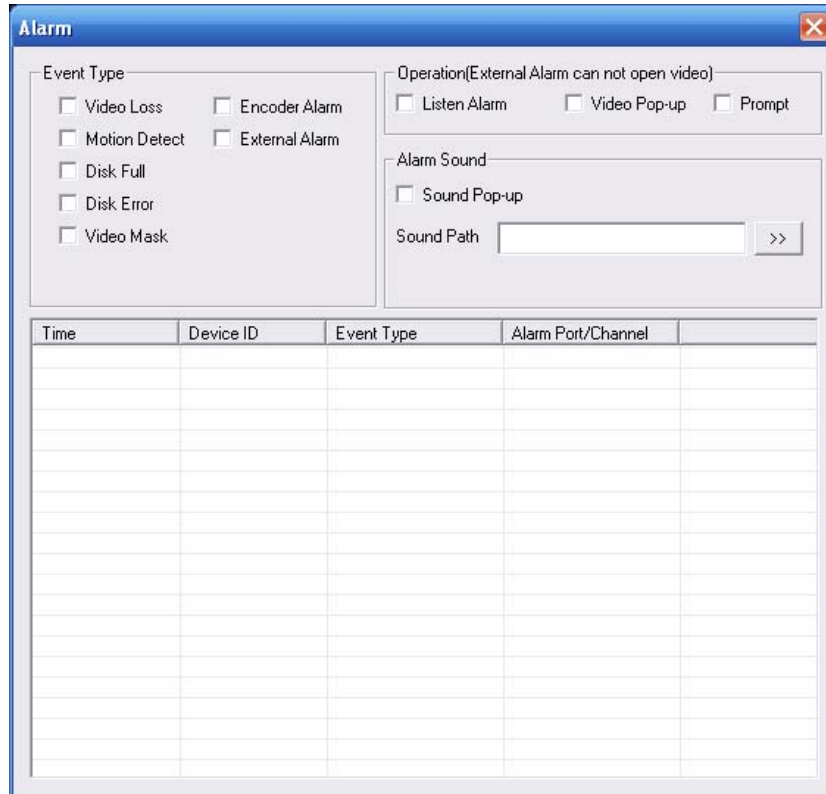 Alarm
Event Type
Video Loss
Encoder Alarm
Motion Detect
External Alarm
Disk Full
Disk Error
Video Mask
Operation(External Alarm can not open video)
Listen Alarm
Video Pop-up
Prompt
Alarm Sound
Sound Pop-up
Sound Path
>>
Time
Device ID
Event Type
Alarm Port/Channel